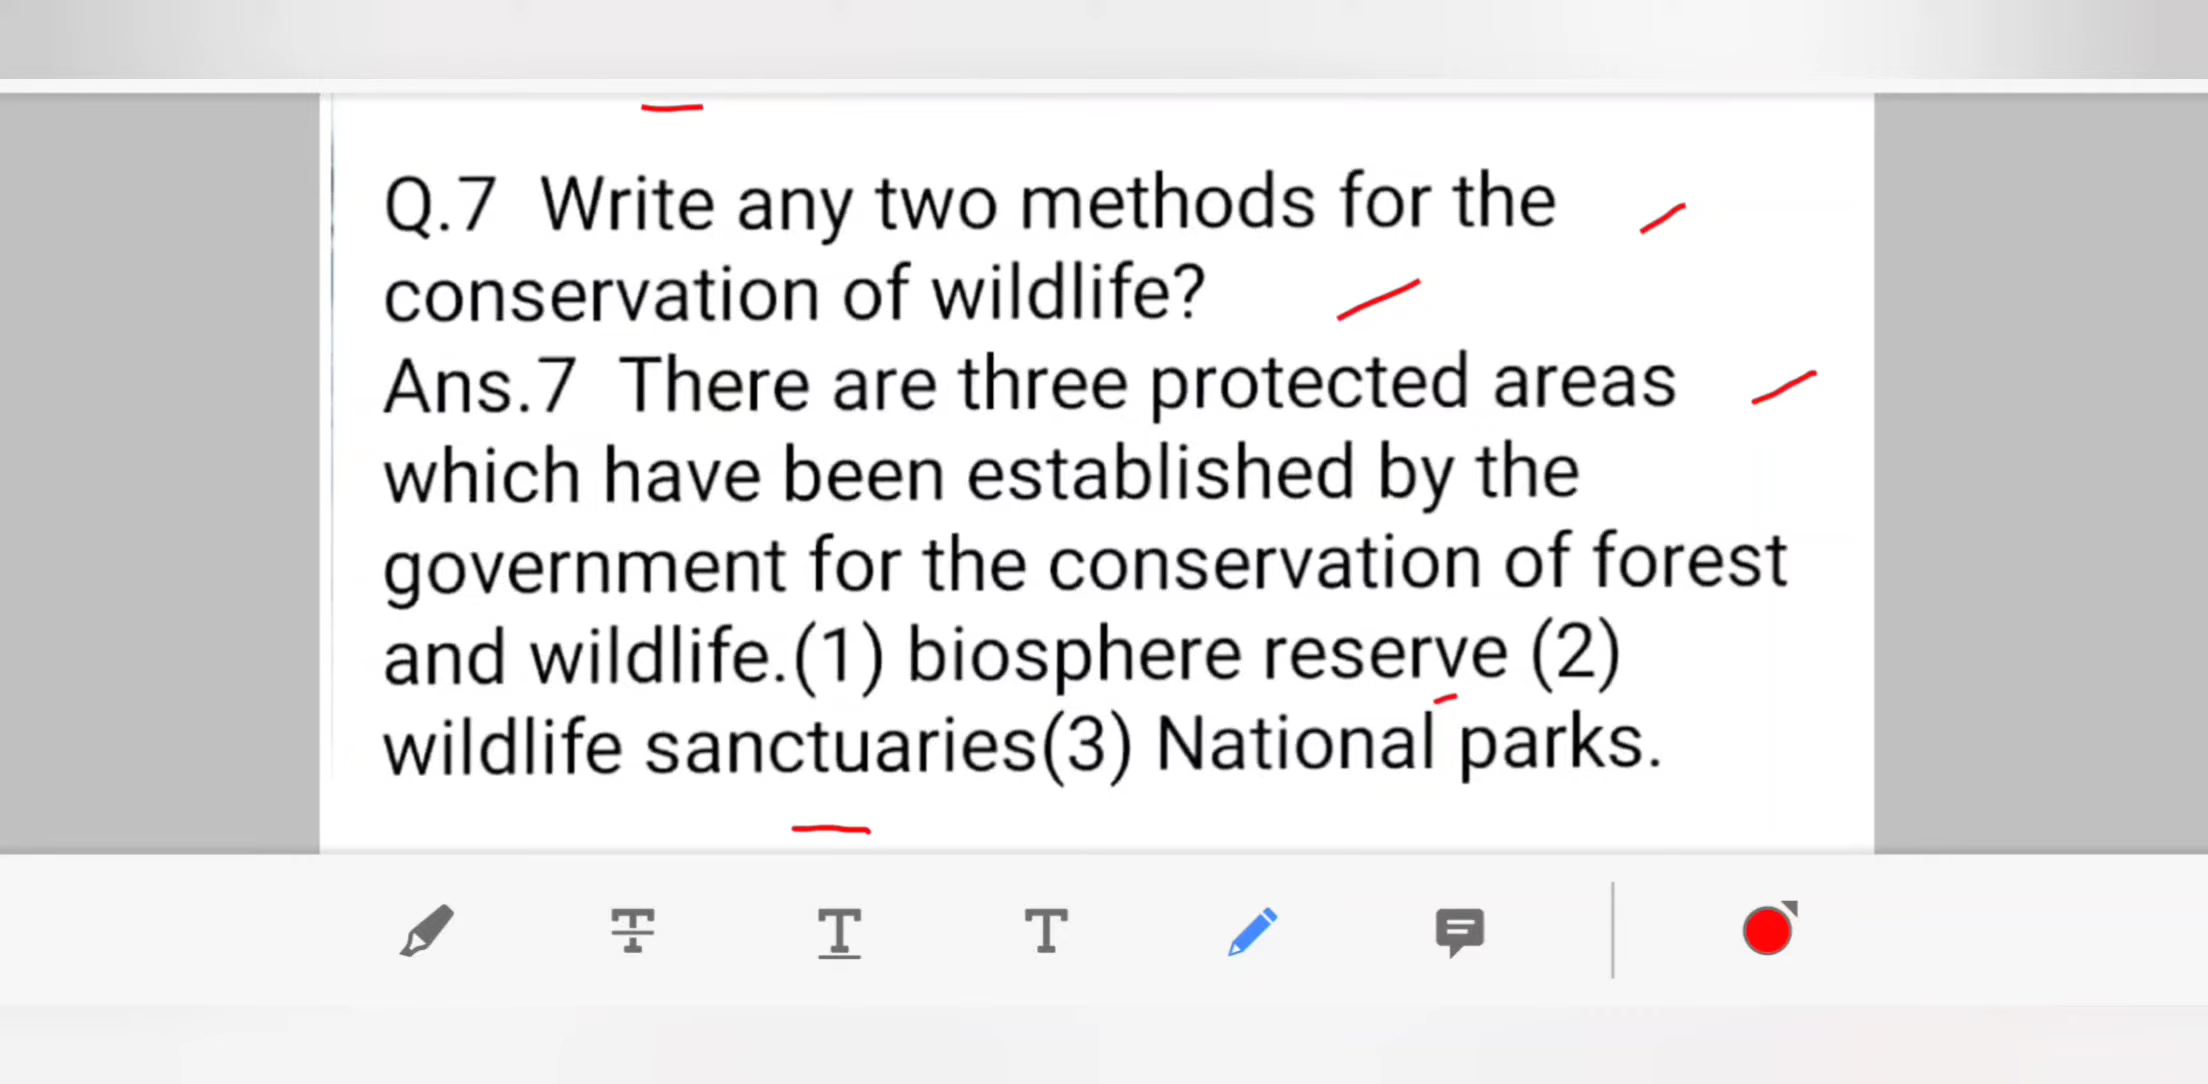 Q.7 Write any two methods for the
conservation of wildlife?
Ans.7 There are three protected areas
which have been established by the
government for the conservation of forest
and wildlife.(1) biosphere reserve (2)
wildlife sanctuaries(3) National parks.